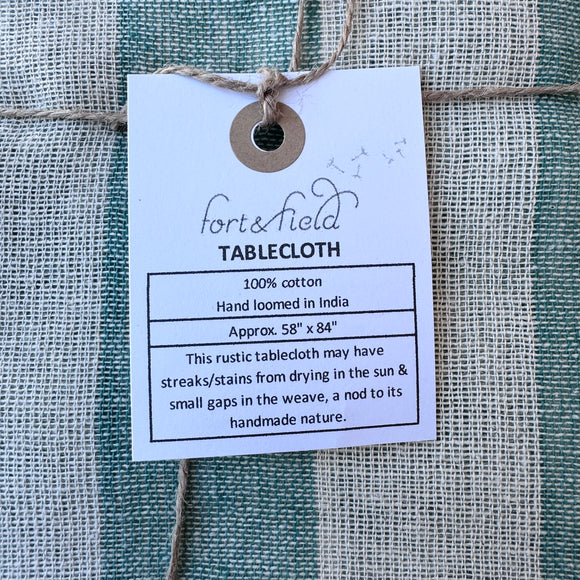 fort & field
TABLECLOTH
100% cotton
Hand loomed in India
Approx. 58" x 84"
This rustic tablecloth may have
streaks/stains from drying in the sun &
small gaps in the weave, a nod to its
handmade nature.